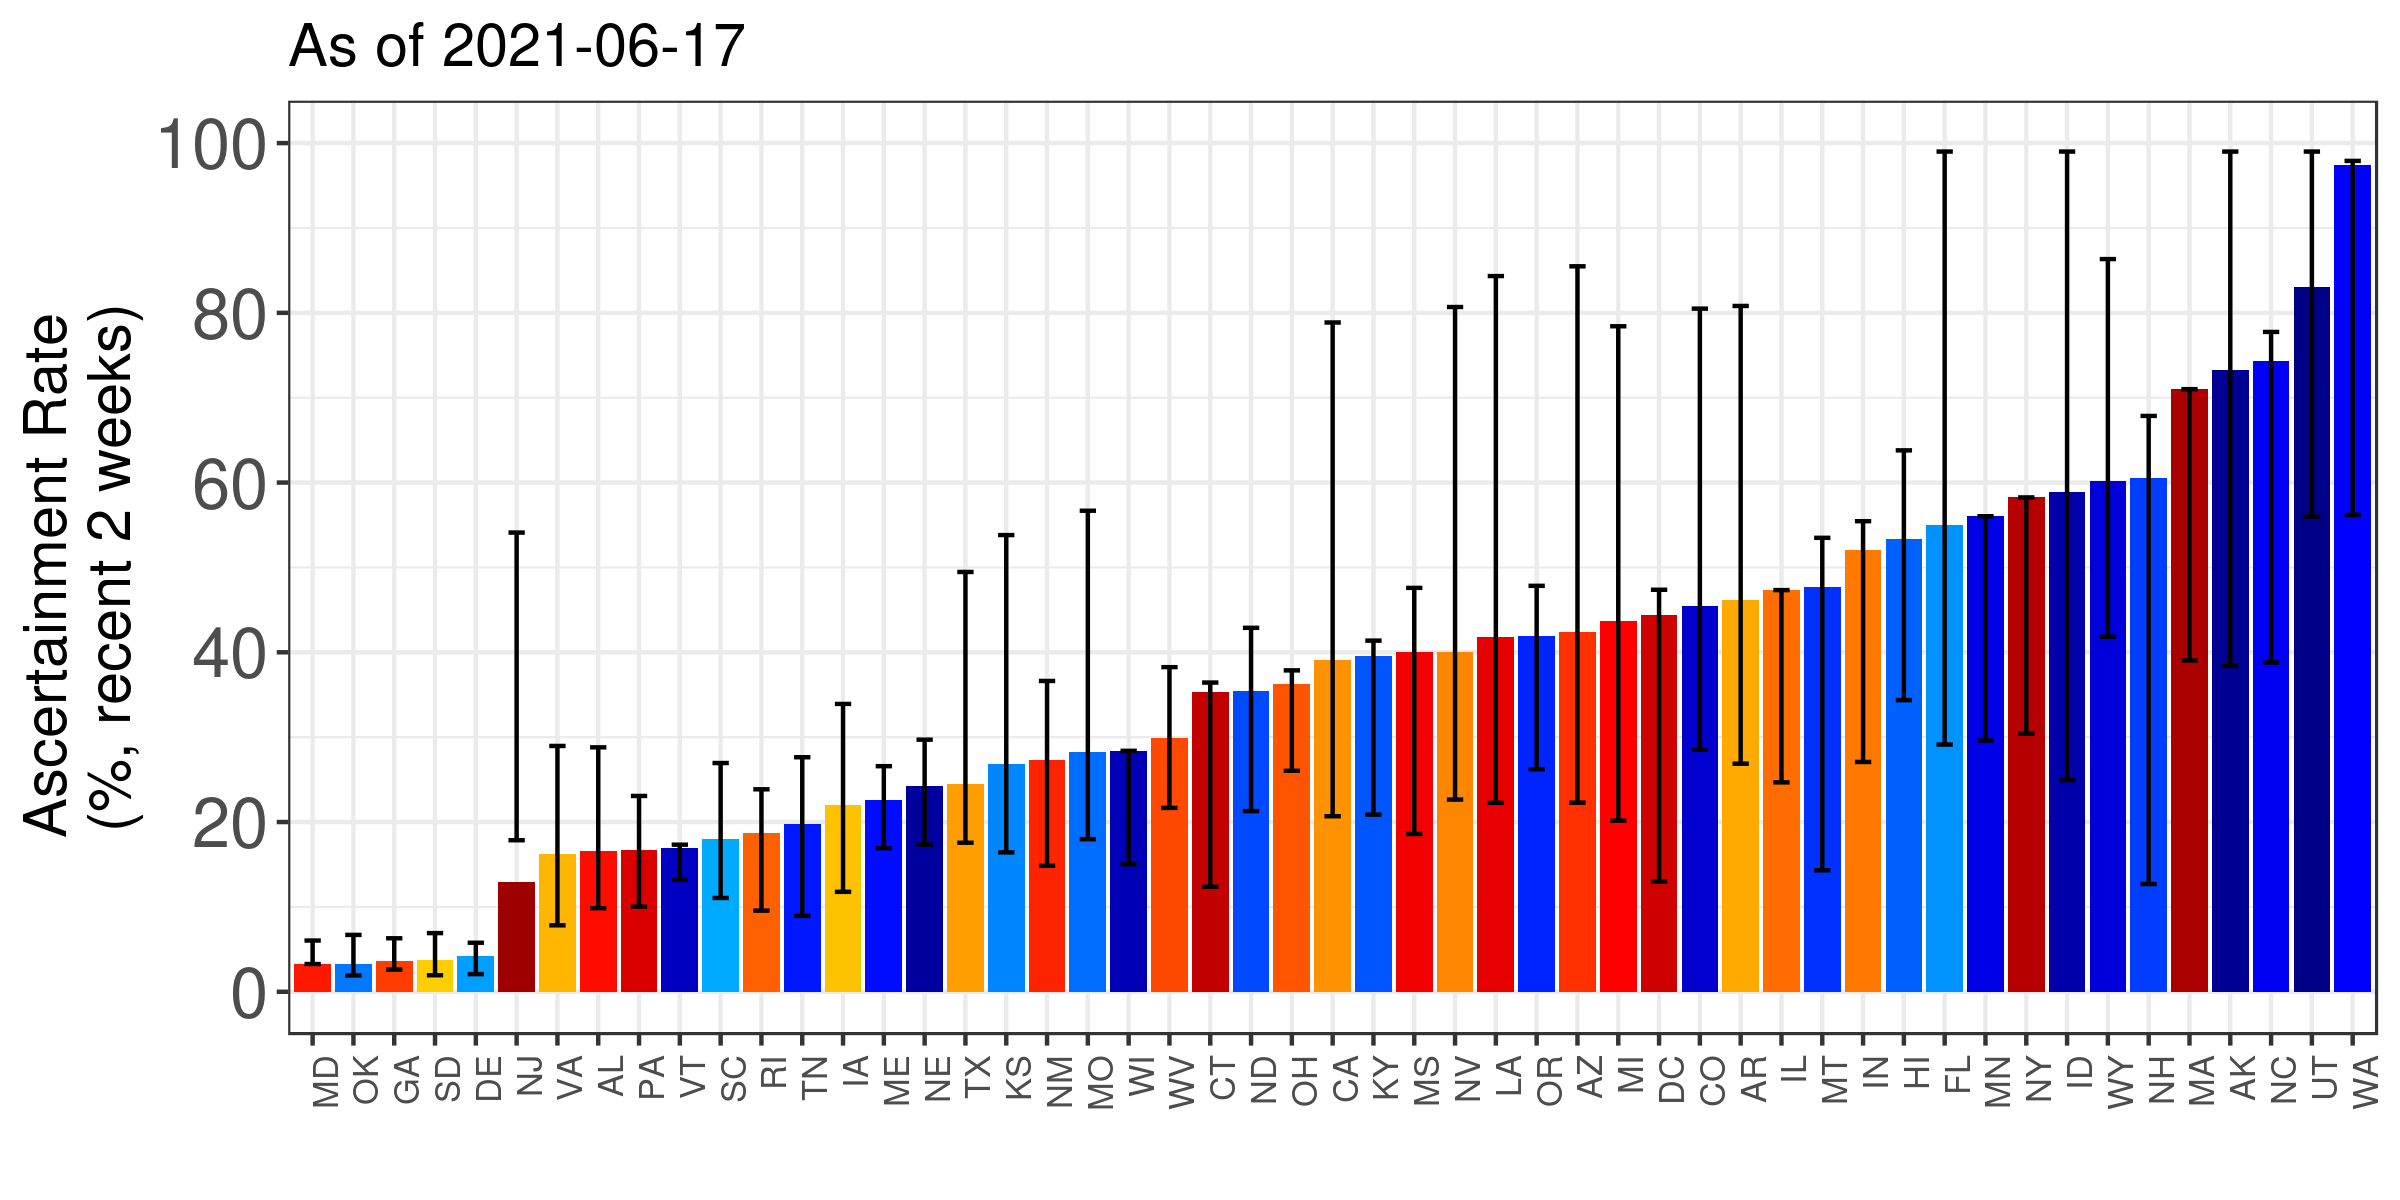 As of 2021-06-17
Ascertainment Rate
(%, recent 2 weeks)
100
80
60
40
20
0
MD OK GA SD DE NJ VA AL PA VT SC RI TN IA ME NE TX KS NM MO WI WV CT ND OH CA KY MS NV LA OR AZ MI DC CO AR IL MT IN HI FL MN NY ID WY NH MA AK NC UT WA